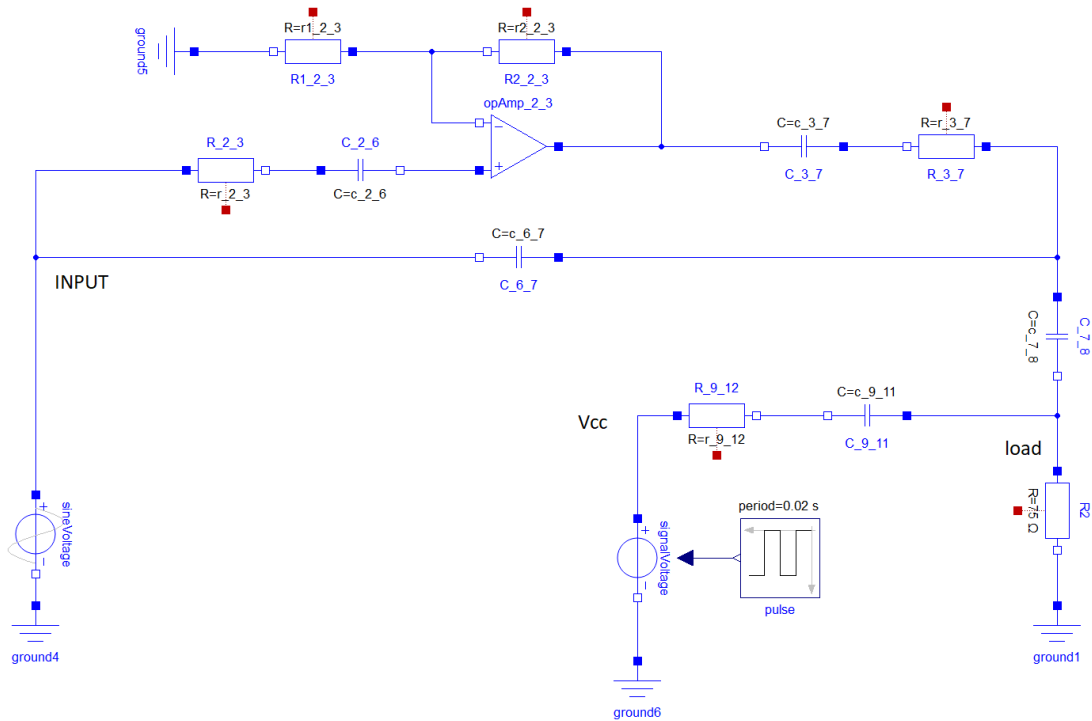 R=r1_2_3
R1_2_3
R=r2_2_3
R2_2_3
ground5
opAmp_2_3
R_2_3
R=r_2_3
C_2_6
C=c_2_6
C=c_3_7
C_3_7
R=r_3_7
R_3_7
C=c_6_7
C_6_7
INPUT
C_7_8
C=c_7_8
R_9_12
R=r_9_12
C=c_9_11
C_9_11
Vcc
load
R2
R=75 Ω
period=0.02 s
pulse
sineVoltage
signalVoltage
ground4
ground6
ground1
+
−
+
−
+
-